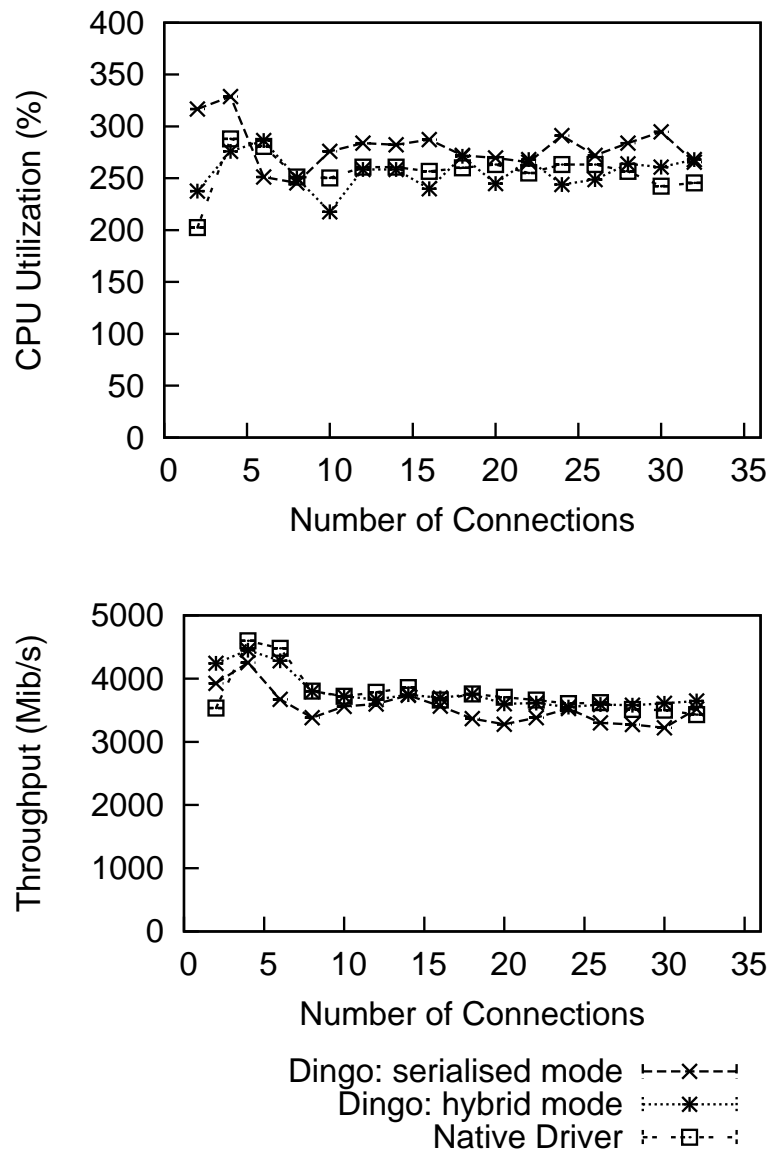 400
350
300
250
200
150
100
50
0
CPU Utilization (%)
0 5 10 15 20 25 30 35
Number of Connections
5000
4000
3000
2000
1000
0
Throughput (Mib/s)
0 5 10 15 20 25 30 35
Number of Connections
Dingo: serialised mode
Dingo: hybrid mode
Native Driver